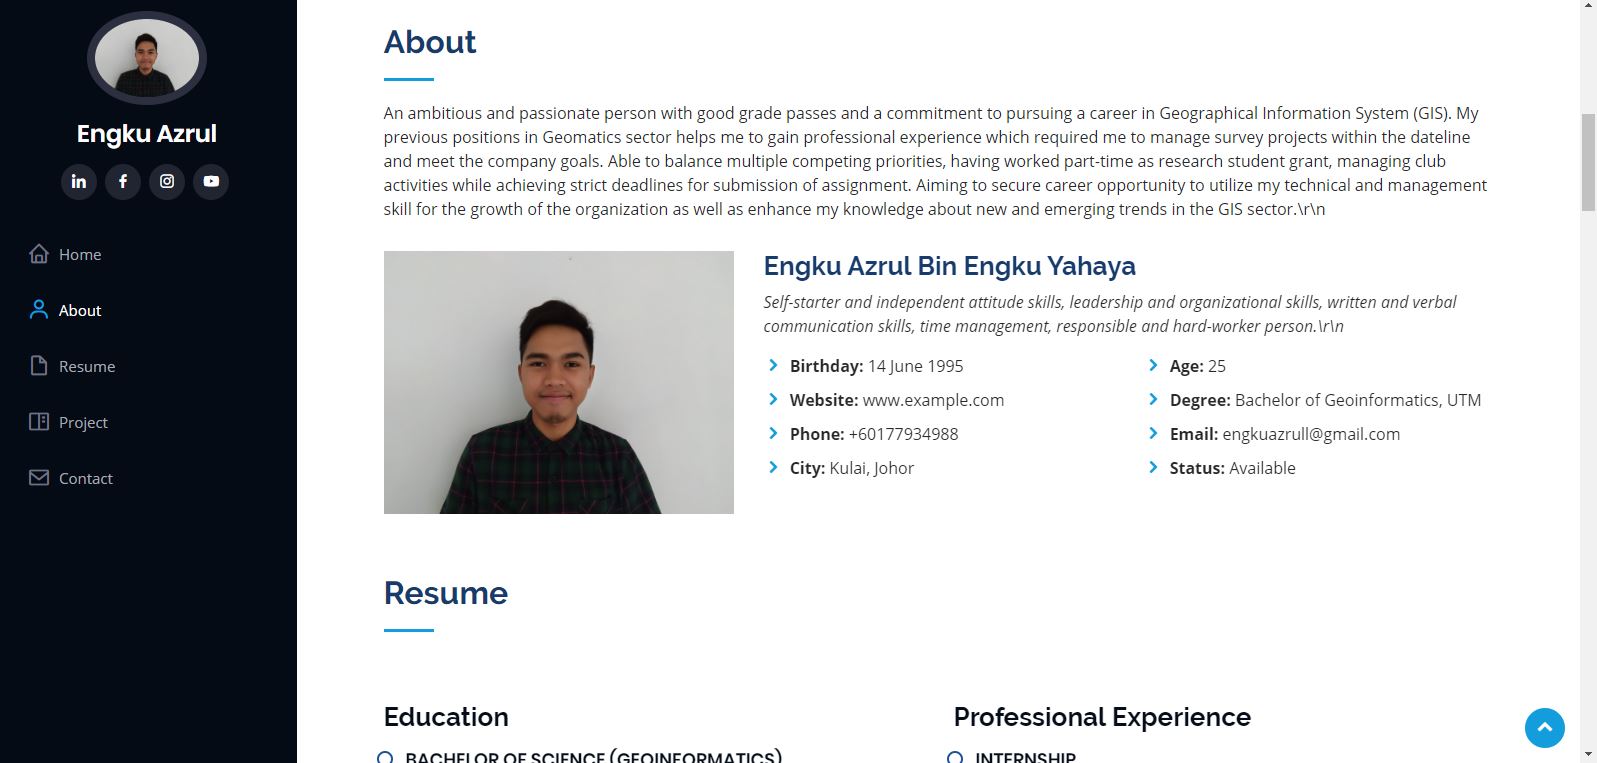 Engku Azrul
Home
About
Resume
Project
Contact
About
An ambitious and passionate person with good grade passes and a commitment to pursuing a career in Geographical Information System (GIS). My
previous positions in Geomatics sector helps me to gain professional experience which required me to manage survey projects within the dateline
and meet the company goals. Able to balance multiple competing priorities, having worked part-time as research student grant, managing club
activities while achieving strict deadlines for submission of assignment. Aiming to secure career opportunity to utilize my technical and management
skill for the growth of the organization as well as enhance my knowledge about new and emerging trends in the GIS sector.\r\n
Engku Azrul Bin Engku Yahaya
Self-starter and independent attitude skills, leadership and organizational skills, written and verbal
communication skills, time management, responsible and hard-worker person.\r\n
Birthday: 14 June 1995
Website: www.example.com
Phone: +60177934988
City: Kulai, Johor
Age: 25
Degree: Bachelor of Geoinformatics, UTM
Email: engkuazrull@gmail.com
Status: Available
Resume
Education
BACHELOR OF SCIENCE (GEOINFORMATICS)
Professional Experience
INTERNSHIP